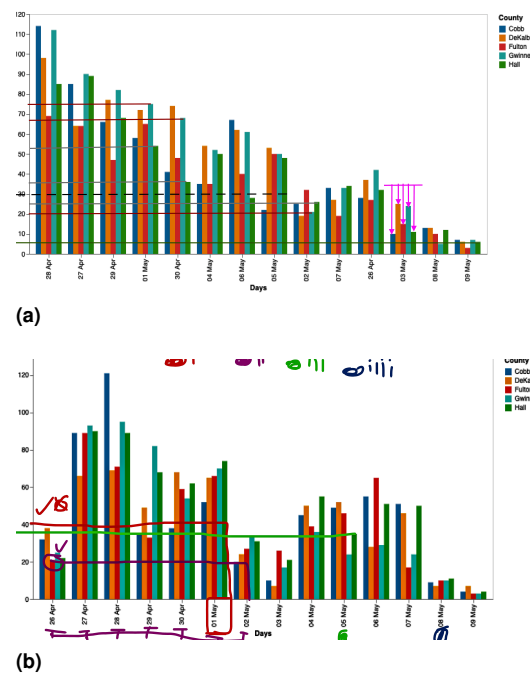 County
Cobb
DeKalb
Fulton
Gwinne
Hall
120
110
100
90
80
70
60
50
40
30
20
10
0
28 Apr
27 Apr
29 Apr
01 May
30 Apr
04 May
06 May
05 May
02 May
07 May
26 Apr
03 May
08 May
09 May
Days
(a)
County
Cobb
DeKa
Fulton
Gwin
Hall
120
100
80
60
40
20
0
26 Apr
27 Apr
28 Apr
29 Apr
30 Apr
01 May
02 May
03 May
04 May
05 May
06 May
07 May
08 May
09 May
Days
(b)